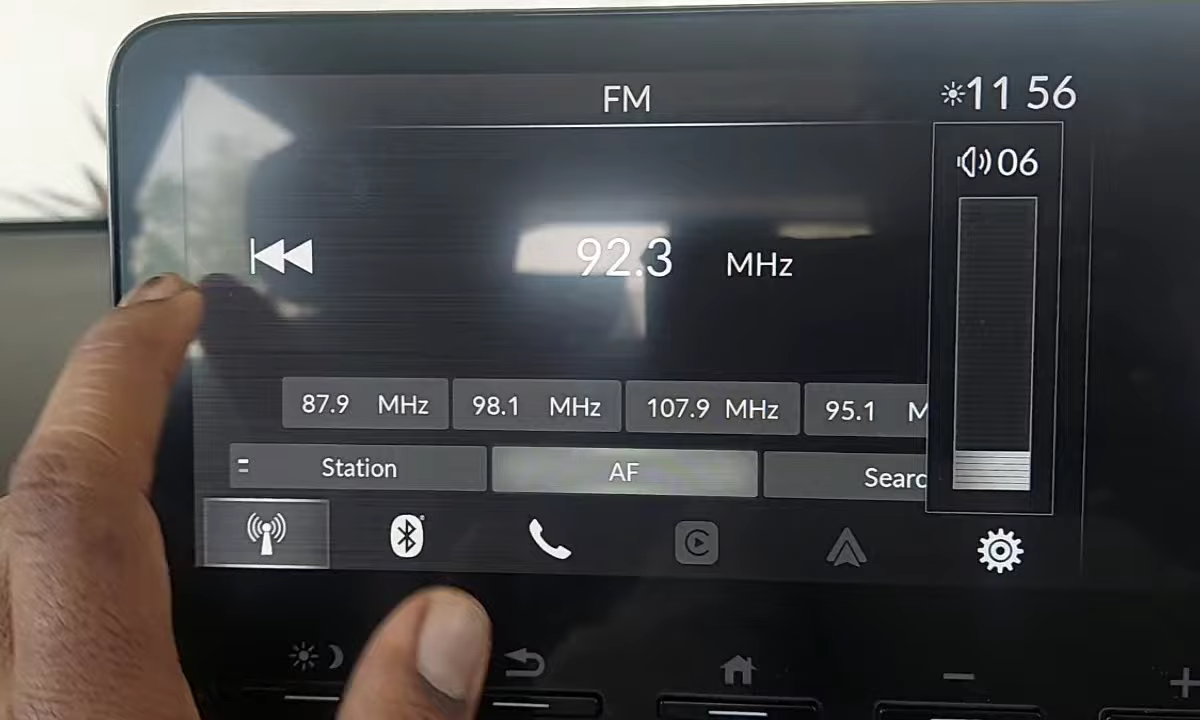 FM
11 56
06
92.3 MHz
87.9 MHz 98.1 MHz 107.9 MHz 95.1 M
Station AF Searc